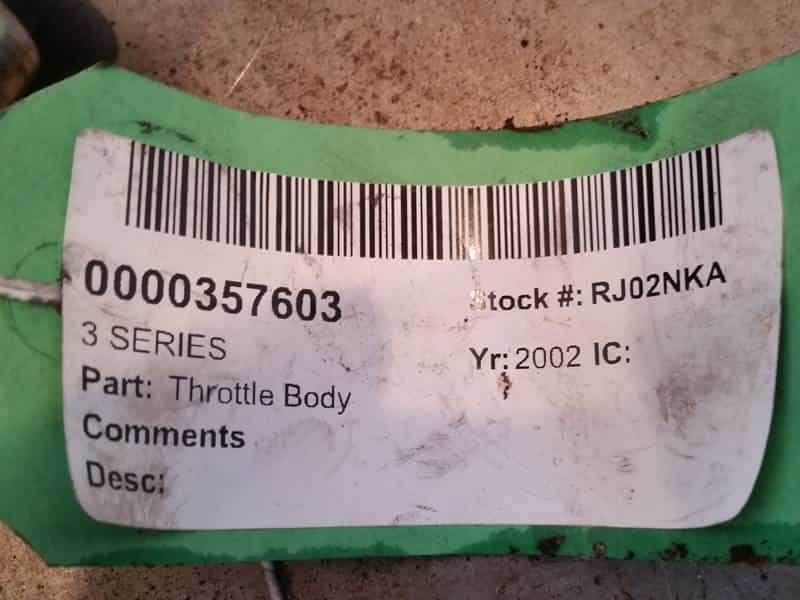 0000357603 Stock #: RJ02NKA
3 SERIES Yr: 2002 IC:
Part: Throttle Body
Comments
Desc: